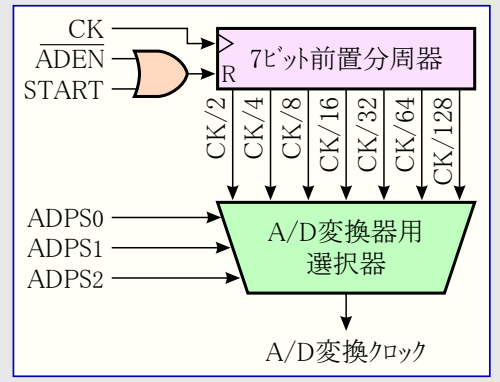 CK
ADEN
START
R
7ビット前置分周器
CK/2
CK/4
CK/8
CK/16
CK/32
CK/64
CK/128
ADPS0
ADPS1
ADPS2
A/D変換器用
選択器
A/D変換クロック